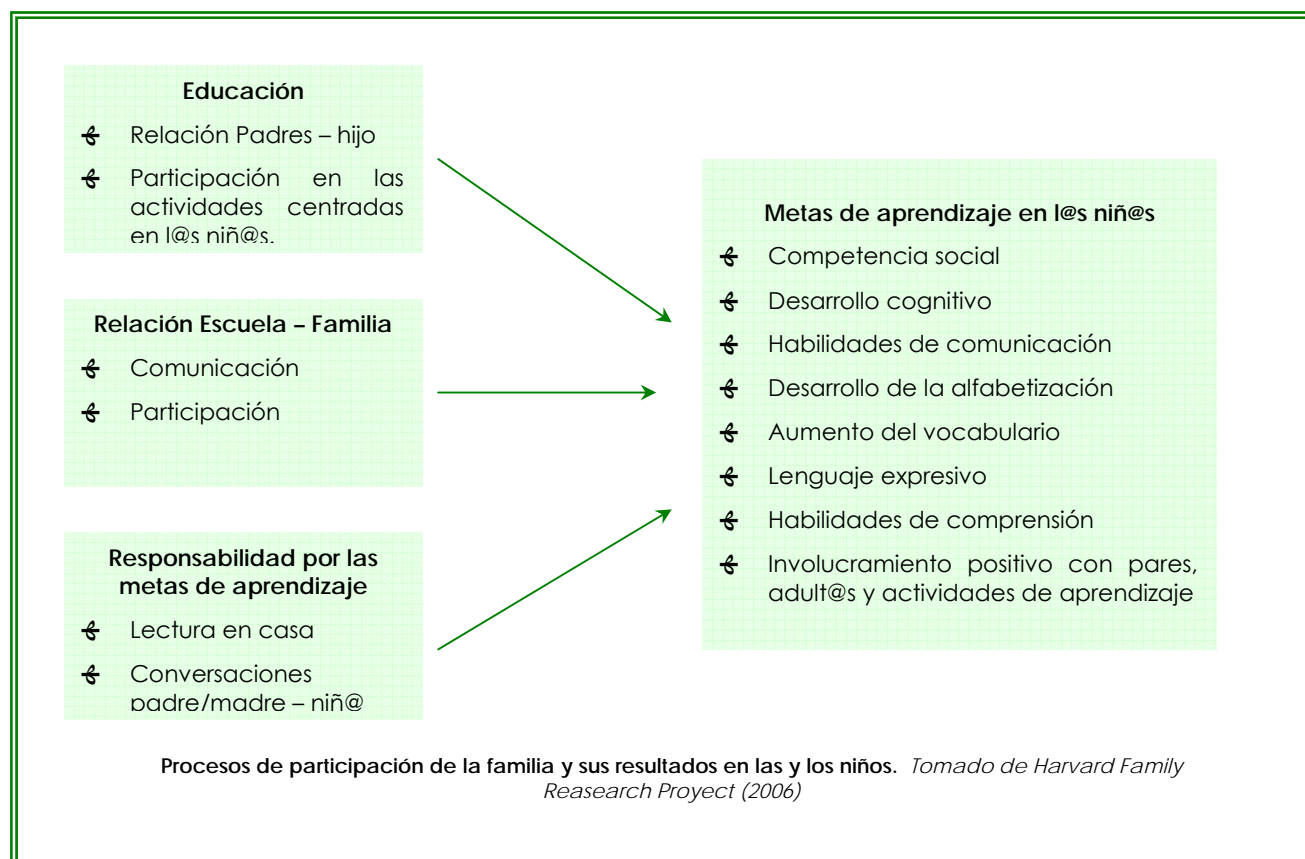 Educación
Relación Padres – hijo
Participación en las
actividades centradas
en l@s niñ@s.
Relación Escuela – Familia
Comunicación
Participación
Responsabilidad por las
metas de aprendizaje
Lectura en casa
Conversaciones
padre/madre – niñ@
Metas de aprendizaje en l@s niñ@s
Competencia social
Desarrollo cognitivo
Habilidades de comunicación
Desarrollo de la alfabetización
Aumento del vocabulario
Lenguaje expresivo
Habilidades de comprensión
Involucramiento positivo con pares,
adult@s y actividades de aprendizaje
Procesos de participación de la familia y sus resultados en las y los niños. Tomado de Harvard Family
Reasearch Proyect (2006)